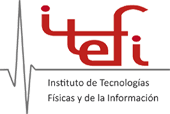 itefi
Instituto de Tecnologías
Físicas y de la Información